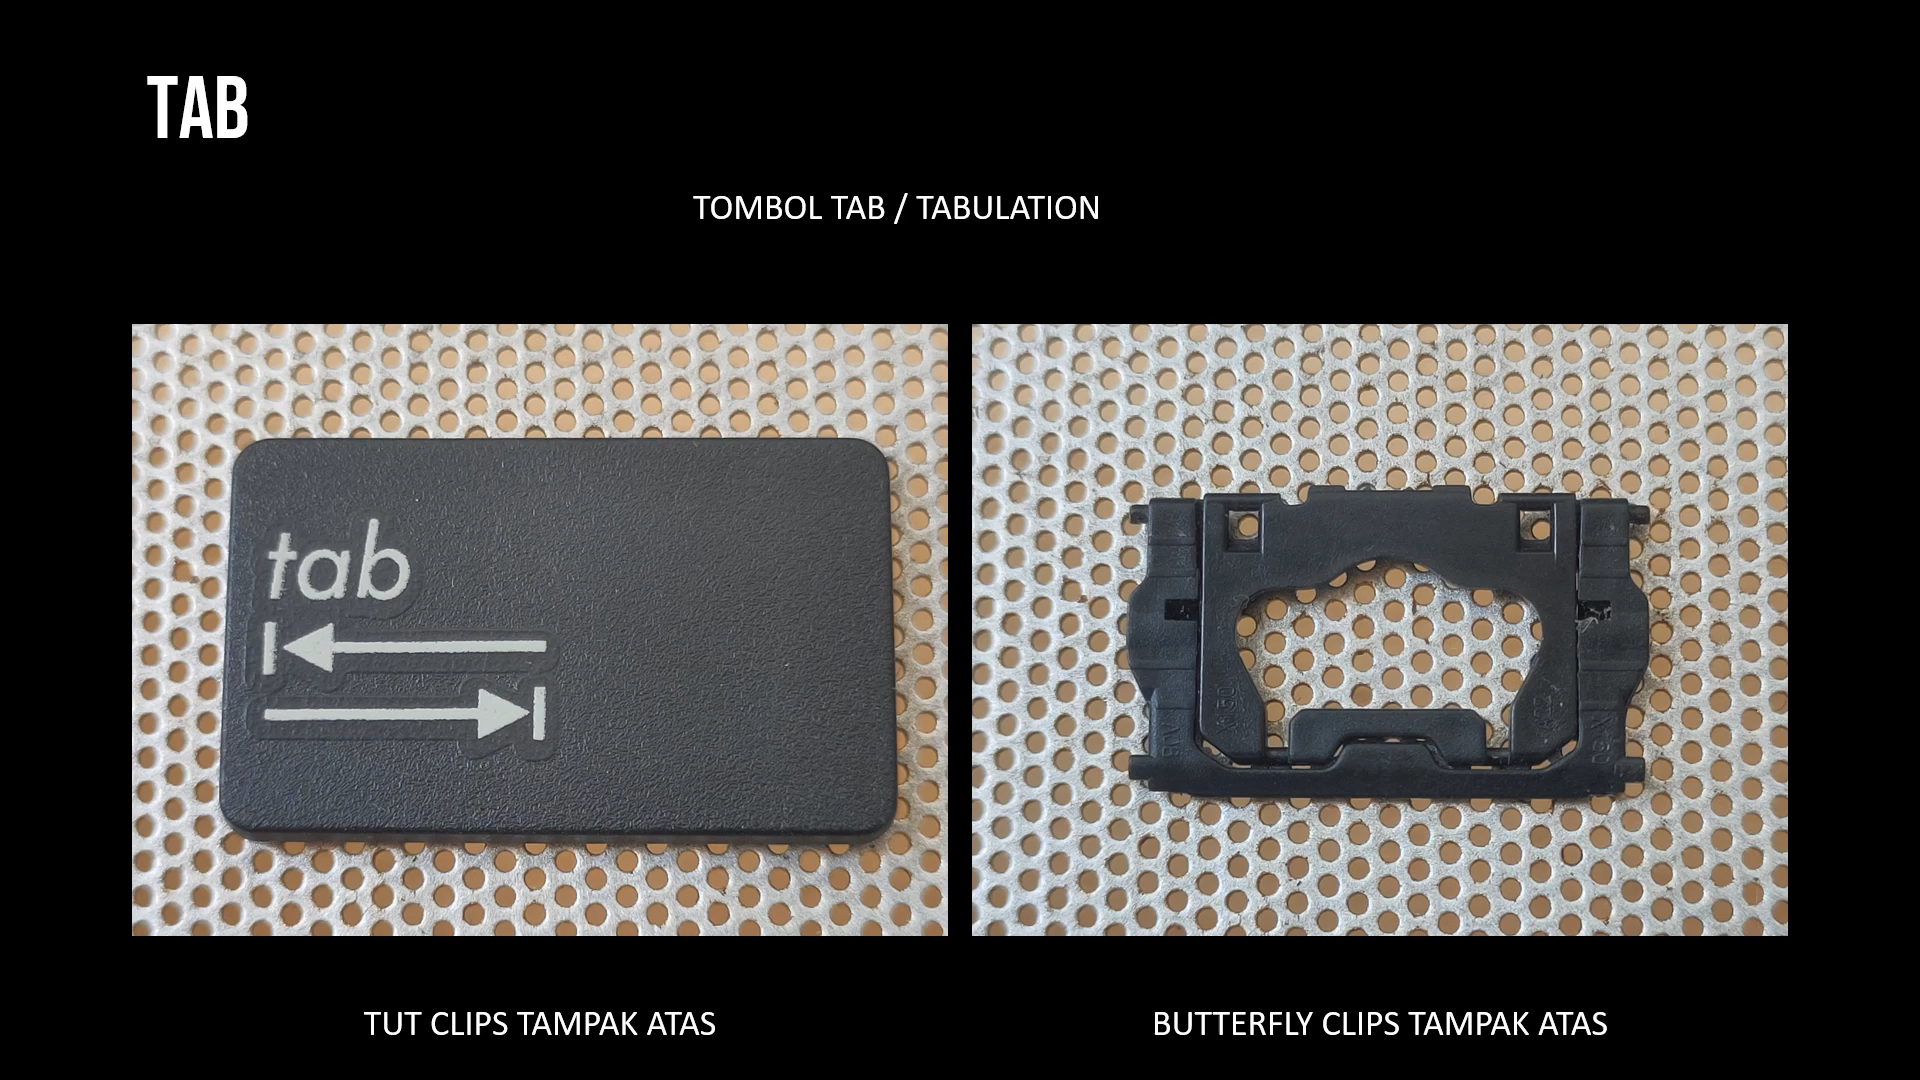 TAB
TOMBOL TAB / TABULATION
tab
TUT CLIPS TAMPAK ATAS
BUTTERFLY CLIPS TAMPAK ATAS